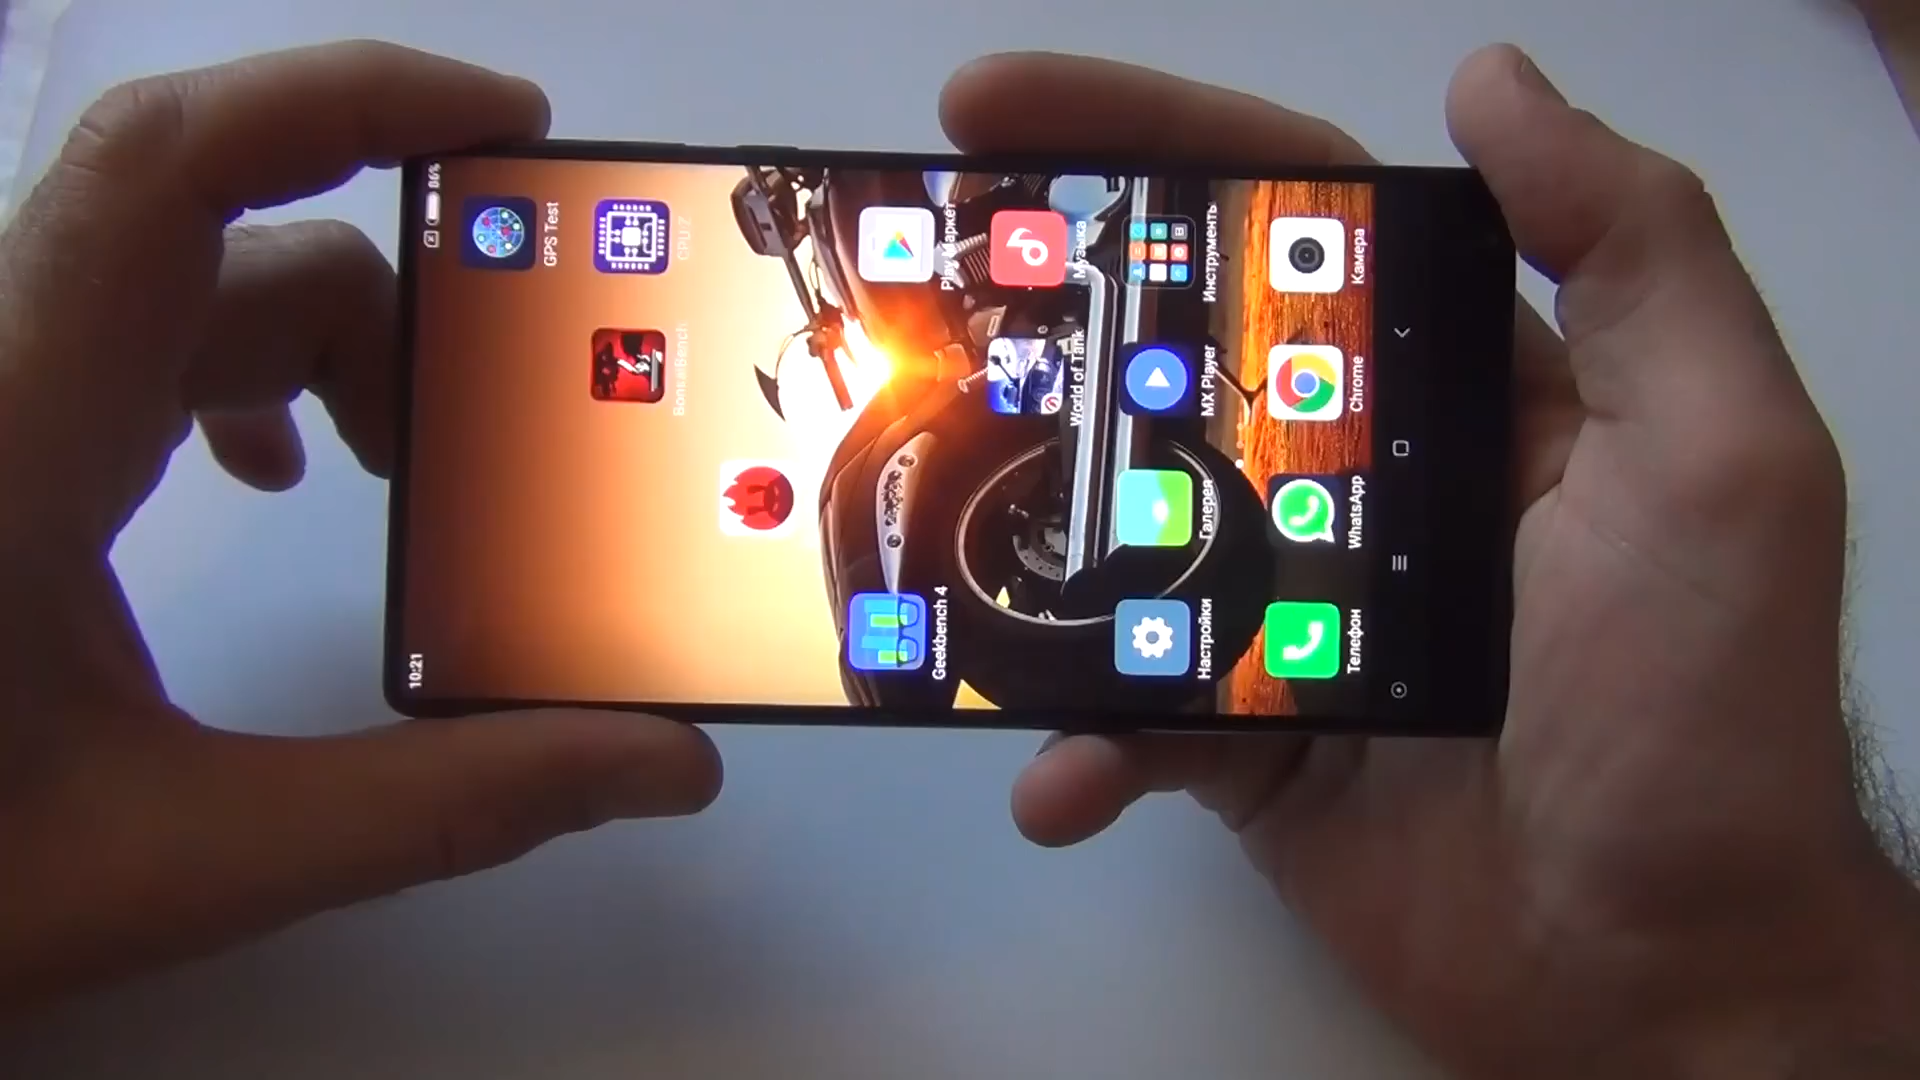 10:21
86%
GPS Test
BonsaiBench
CPU Z
Geekbench 4
Play Маркет
World of Tank
Музыка
Настройки
Галерея
MX Player
Инструменты
Телефон
WhatsApp
Chrome
Камера